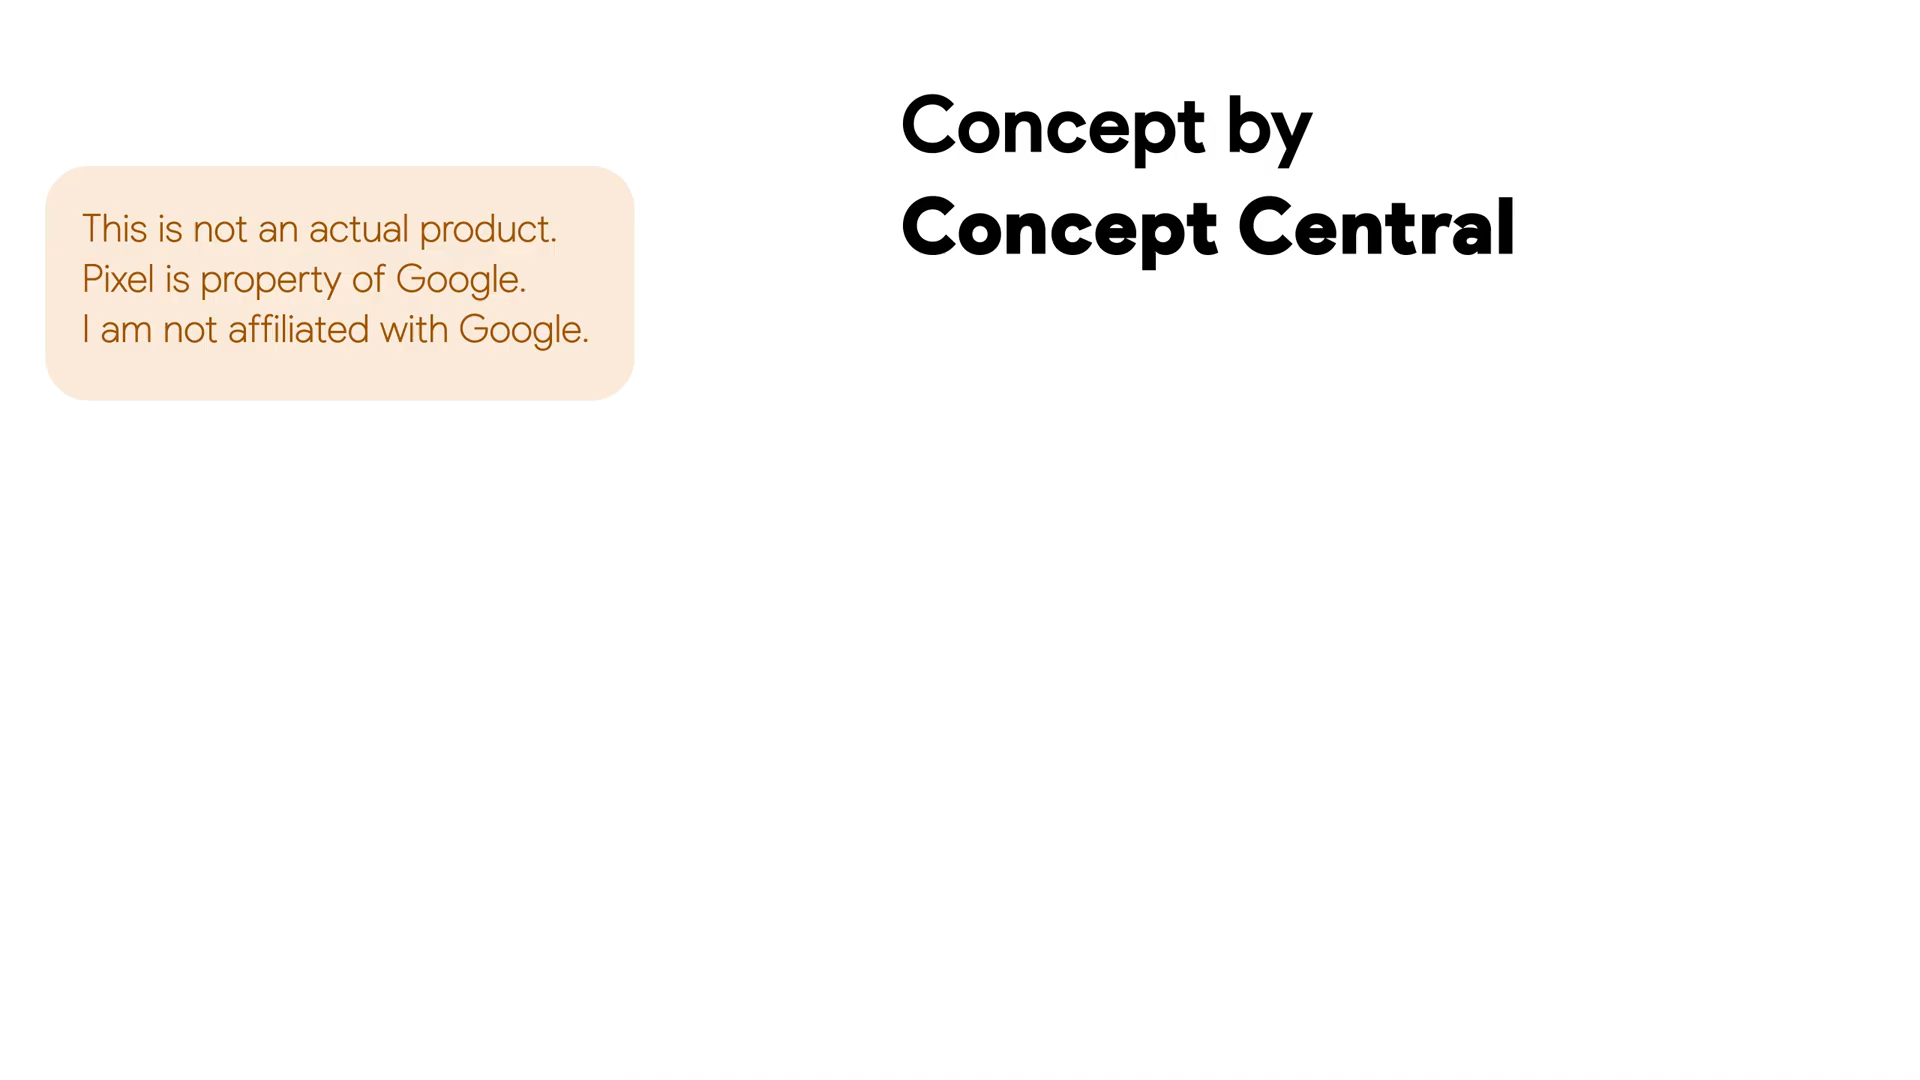 This is not an actual product.
Pixel is property of Google.
I am not affiliated with Google.
Concept by
Concept Central